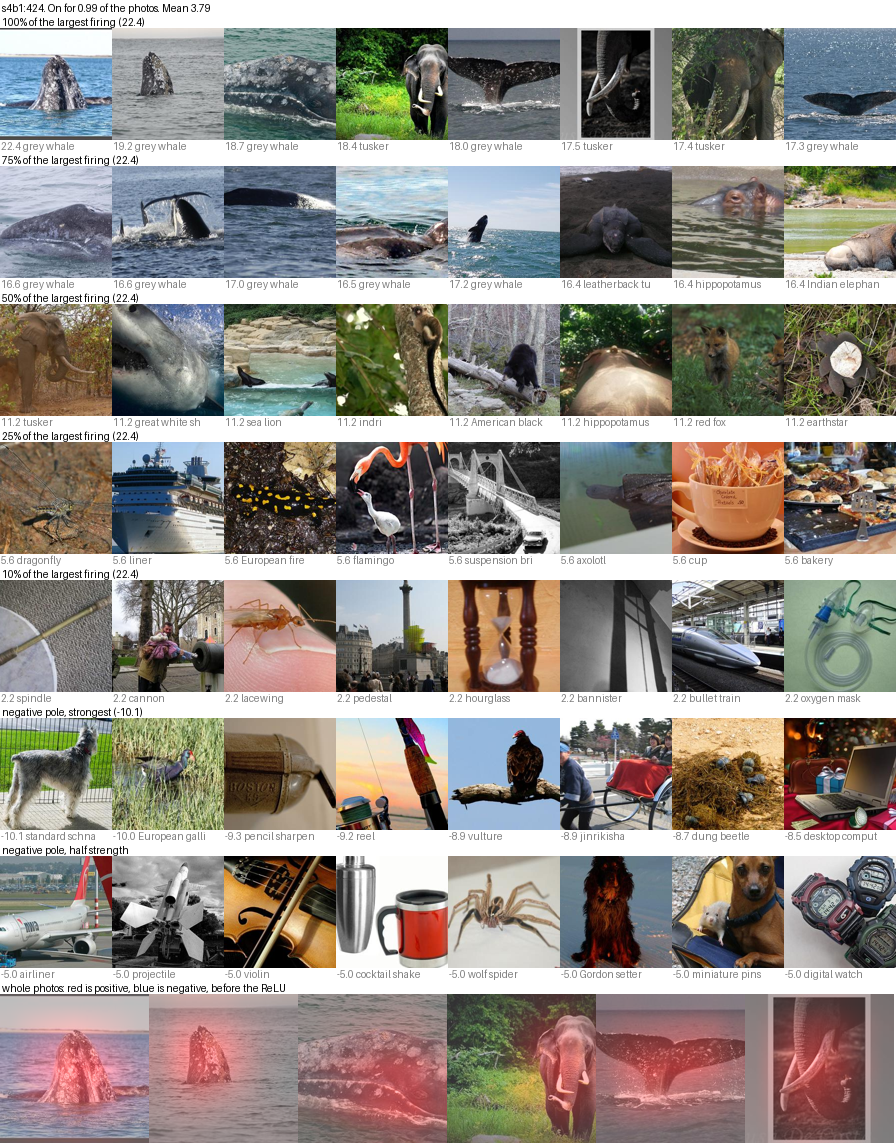 s4b1:424. On for 0.99 of the photos. Mean 3.79
100% of the largest firing (22.4)
22.4 grey whale 19.2 grey whale 18.7 grey whale 18.4 tusker 18.0 grey whale 17.5 tusker 17.4 tusker 17.3 grey whale
75% of the largest firing (22.4)
16.6 grey whale 16.6 grey whale 17.0 grey whale 16.5 grey whale 17.2 grey whale 16.4 leatherback tu 16.4 hippopotamus 16.4 Indian elephan
50% of the largest firing (22.4)
11.2 tusker 11.2 great white sh 11.2 sea lion 11.2 indri 11.2 American black 11.2 hippopotamus 11.2 red fox 11.2 earthstar
25% of the largest firing (22.4)
5.6 dragonfly 5.6 liner 5.6 European fire 5.6 flamingo 5.6 suspension bri 5.6 axolotl 5.6 cup 5.6 bakery
10% of the largest firing (22.4)
2.2 spindle 2.2 cannon 2.2 lacewing 2.2 pedestal 2.2 hourglass 2.2 bannister 2.2 bullet train 2.2 oxygen mask
negative pole, strongest (-10.1)
-10.1 standard schna -10.0 European galli -9.3 pencil sharpen -9.2 reel -8.9 vulture -8.9 jinrikisha -8.7 dung beetle -8.5 desktop comput
negative pole, half strength
-5.0 airliner -5.0 projectile -5.0 violin -5.0 cocktail shake -5.0 wolf spider -5.0 Gordon setter -5.0 miniature pins -5.0 digital watch
whole photos: red is positive, blue is negative, before the ReLU